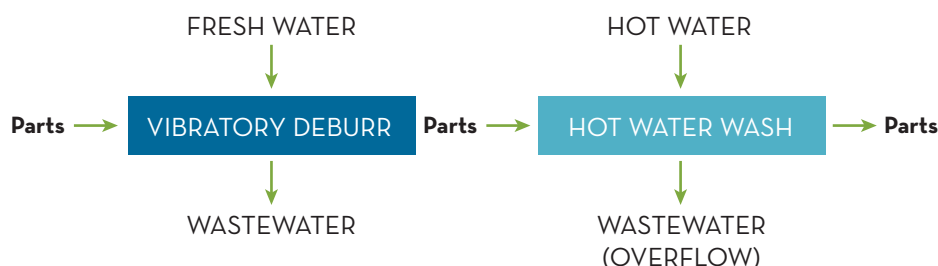 FRESH WATER
HOT WATER
Parts
VIBRATORY DEBURR
Parts
HOT WATER WASH
Parts
WASTEWATER
WASTEWATER
(OVERFLOW)